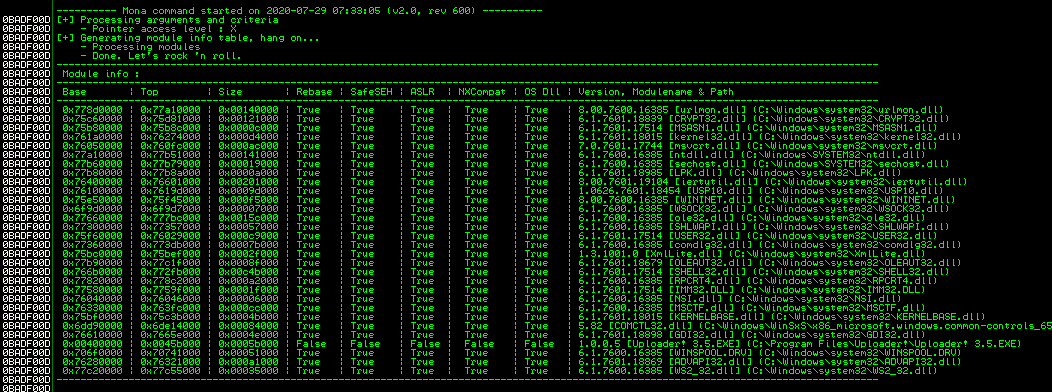 0BADF00D ---------- Mona command started on 2020-07-29 07:33:05 (v2.0, rev 600) ----------
0BADF00D [+] Processing arguments and criteria
0BADF00D     - Pointer access level : X
0BADF00D [+] Generating module info table, hang on...
0BADF00D     - Processing modules
0BADF00D     - Done. Let's rock 'n roll.
0BADF00D ----------------------------------------------------------------
0BADF00D  Module info :
0BADF00D ----------------------------------------------------------------
0BADF00D  Base       | Top        | Size       | Rebase | SafeSEH | ASLR  | NXCompat | OS Dll | Version, Modulename & Path
0BADF00D ----------------------------------------------------------------
0BADF00D  0x778d0000 | 0x77a10000 | 0x00140000 | True   | True    | True  | True     | True   | 8.00.7600.16385 [urlmon.dll] (C:\Windows\system32\urlmon.dll)
0BADF00D  0x75c60000 | 0x75d81000 | 0x00121000 | True   | True    | True  | True     | True   | 6.1.7601.18839 [CRYPT32.dll] (C:\Windows\system32\CRYPT32.dll)
0BADF00D  0x75b80000 | 0x75b8c000 | 0x0000c000 | True   | True    | True  | True     | True   | 6.1.7601.17514 [MSASN1.dll] (C:\Windows\system32\MSASN1.dll)
0BADF00D  0x761a0000 | 0x76274000 | 0x000d4000 | True   | True    | True  | True     | True   | 6.1.7601.18015 [kernel32.dll] (C:\Windows\system32\kernel32.dll)
0BADF00D  0x76050000 | 0x760fc000 | 0x000ac000 | True   | True    | True  | True     | True   | 7.0.7601.17744 [msvcrt.dll] (C:\Windows\system32\msvcrt.dll)
0BADF00D  0x77a10000 | 0x77b51000 | 0x00141000 | True   | True    | True  | True     | True   | 6.1.7600.16385 [ntdll.dll] (C:\Windows\SYSTEM32\ntdll.dll)
0BADF00D  0x77b60000 | 0x77b79000 | 0x00019000 | True   | True    | True  | True     | True   | 6.1.7600.16385 [sechost.dll] (C:\Windows\SYSTEM32\sechost.dll)
0BADF00D  0x77b80000 | 0x77b8a000 | 0x0000a000 | True   | True    | True  | True     | True   | 6.1.7601.18985 [LPK.dll] (C:\Windows\system32\LPK.dll)
0BADF00D  0x76400000 | 0x76601000 | 0x00201000 | True   | True    | True  | True     | True   | 8.00.7601.19104 [iertutil.dll] (C:\Windows\system32\iertutil.dll)
0BADF00D  0x76100000 | 0x7619d000 | 0x0009d000 | True   | True    | True  | True     | True   | 1.0626.7601.18454 [USP10.dll] (C:\Windows\system32\USP10.dll)
0BADF00D  0x75e50000 | 0x75f45000 | 0x000f5000 | True   | True    | True  | True     | True   | 8.00.7600.16385 [WININET.dll] (C:\Windows\system32\WININET.dll)
0BADF00D  0x6f9d0000 | 0x6f9d7000 | 0x00007000 | True   | True    | True  | True     | True   | 6.1.7600.16385 [WSOCK32.dll] (C:\Windows\system32\WSOCK32.dll)
0BADF00D  0x77660000 | 0x777bc000 | 0x0015c000 | True   | True    | True  | True     | True   | 6.1.7600.16385 [ole32.dll] (C:\Windows\system32\ole32.dll)
0BADF00D  0x77300000 | 0x77357000 | 0x00057000 | True   | True    | True  | True     | True   | 6.1.7600.16385 [SHLWAPI.dll] (C:\Windows\system32\SHLWAPI.dll)
0BADF00D  0x75f60000 | 0x76029000 | 0x000c9000 | True   | True    | True  | True     | True   | 6.1.7601.17514 [USER32.dll] (C:\Windows\system32\USER32.dll)
0BADF00D  0x77360000 | 0x773db000 | 0x0007b000 | True   | True    | True  | True     | True   | 6.1.7600.16385 [comdlg32.dll] (C:\Windows\system32\comdlg32.dll)
0BADF00D  0x75bc0000 | 0x75bef000 | 0x0002f000 | True   | True    | True  | True     | True   | 1.3.1001.0 [XmlLite.dll] (C:\Windows\system32\XmlLite.dll)
0BADF00D  0x77b90000 | 0x77c1f000 | 0x0008f000 | True   | True    | True  | True     | True   | 6.1.7601.18679 [OLEAUT32.dll] (C:\Windows\system32\OLEAUT32.dll)
0BADF00D  0x766b0000 | 0x772fb000 | 0x00c4b000 | True   | True    | True  | True     | True   | 6.1.7601.17514 [SHELL32.dll] (C:\Windows\system32\SHELL32.dll)
0BADF00D  0x77820000 | 0x778c2000 | 0x000a2000 | True   | True    | True  | True     | True   | 6.1.7600.16385 [RPCRT4.dll] (C:\Windows\system32\RPCRT4.dll)
0BADF00D  0x77580000 | 0x7759f000 | 0x0001f000 | True   | True    | True  | True     | True   | 6.1.7601.17514 [IMM32.DLL] (C:\Windows\system32\IMM32.DLL)
0BADF00D  0x76040000 | 0x76046000 | 0x00006000 | True   | True    | True  | True     | True   | 6.1.7600.16385 [NSI.dll] (C:\Windows\system32\NSI.dll)
0BADF00D  0x76330000 | 0x763fc000 | 0x000cc000 | True   | True    | True  | True     | True   | 6.1.7600.16385 [MSCTF.dll] (C:\Windows\system32\MSCTF.dll)
0BADF00D  0x75bf0000 | 0x75c3b000 | 0x0004b000 | True   | True    | True  | True     | True   | 6.1.7601.18015 [KERNELBASE.dll] (C:\Windows\system32\KERNELBASE.dll)
0BADF00D  0x6dd90000 | 0x6de14000 | 0x00084000 | True   | True    | True  | True     | True   | 5.82 [COMCTL32.dll] (C:\Windows\WinSxS\x86_microsoft.windows.common-controls_65
0BADF00D  0x76610000 | 0x7665e000 | 0x0004e000 | True   | True    | True  | True     | True   | 6.1.7601.18898 [GDI32.dll] (C:\Windows\system32\GDI32.dll)
0BADF00D  0x00400000 | 0x0045b000 | 0x0005b000 | False  | False   | False | False    | False  | 1.0.0.5 [Uploader! 3.5.EXE] (C:\Program Files\Uploader!\Uploader! 3.5.EXE)
0BADF00D  0x706f0000 | 0x70741000 | 0x00051000 | True   | True    | True  | True     | True   | 6.1.7600.16385 [WINSPOOL.DRV] (C:\Windows\system32\WINSPOOL.DRV)
0BADF00D  0x76280000 | 0x76321000 | 0x000a1000 | True   | True    | True  | True     | True   | 6.1.7601.18869 [ADVAPI32.dll] (C:\Windows\system32\ADVAPI32.dll)
0BADF00D  0x77c20000 | 0x77c55000 | 0x00035000 | True   | True    | True  | True     | True   | 6.1.7600.16385 [WS2_32.dll] (C:\Windows\system32\WS2_32.dll)
0BADF00D ----------------------------------------------------------------
0BADF00D